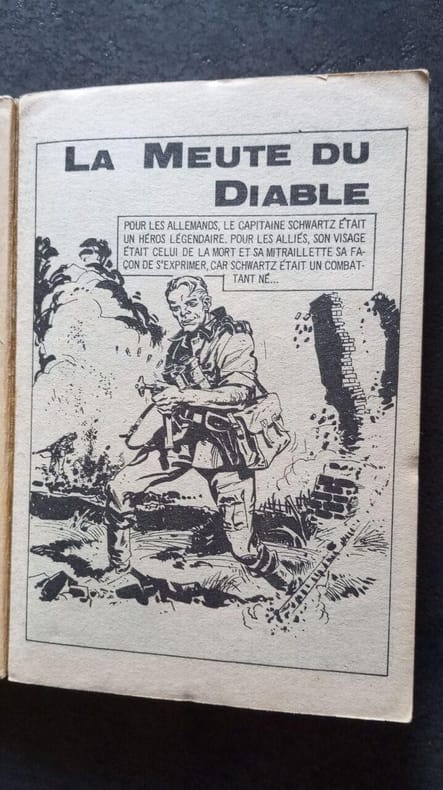 LA MEUTE DU
DIABLE
POUR LES ALLEMANDS, LE CAPITAINE SCHWARTZ ÉTAIT
UN HÉROS LÉGENDAIRE. POUR LES ALLIÉS, SON VISAGE
ÉTAIT CELUI DE LA MORT ET SA MITRAILLETTE SA FA-
ÇON DE S'EXPRIMER, CAR SCHWARTZ ÉTAIT UN COMBAT-
TANT NÉ...